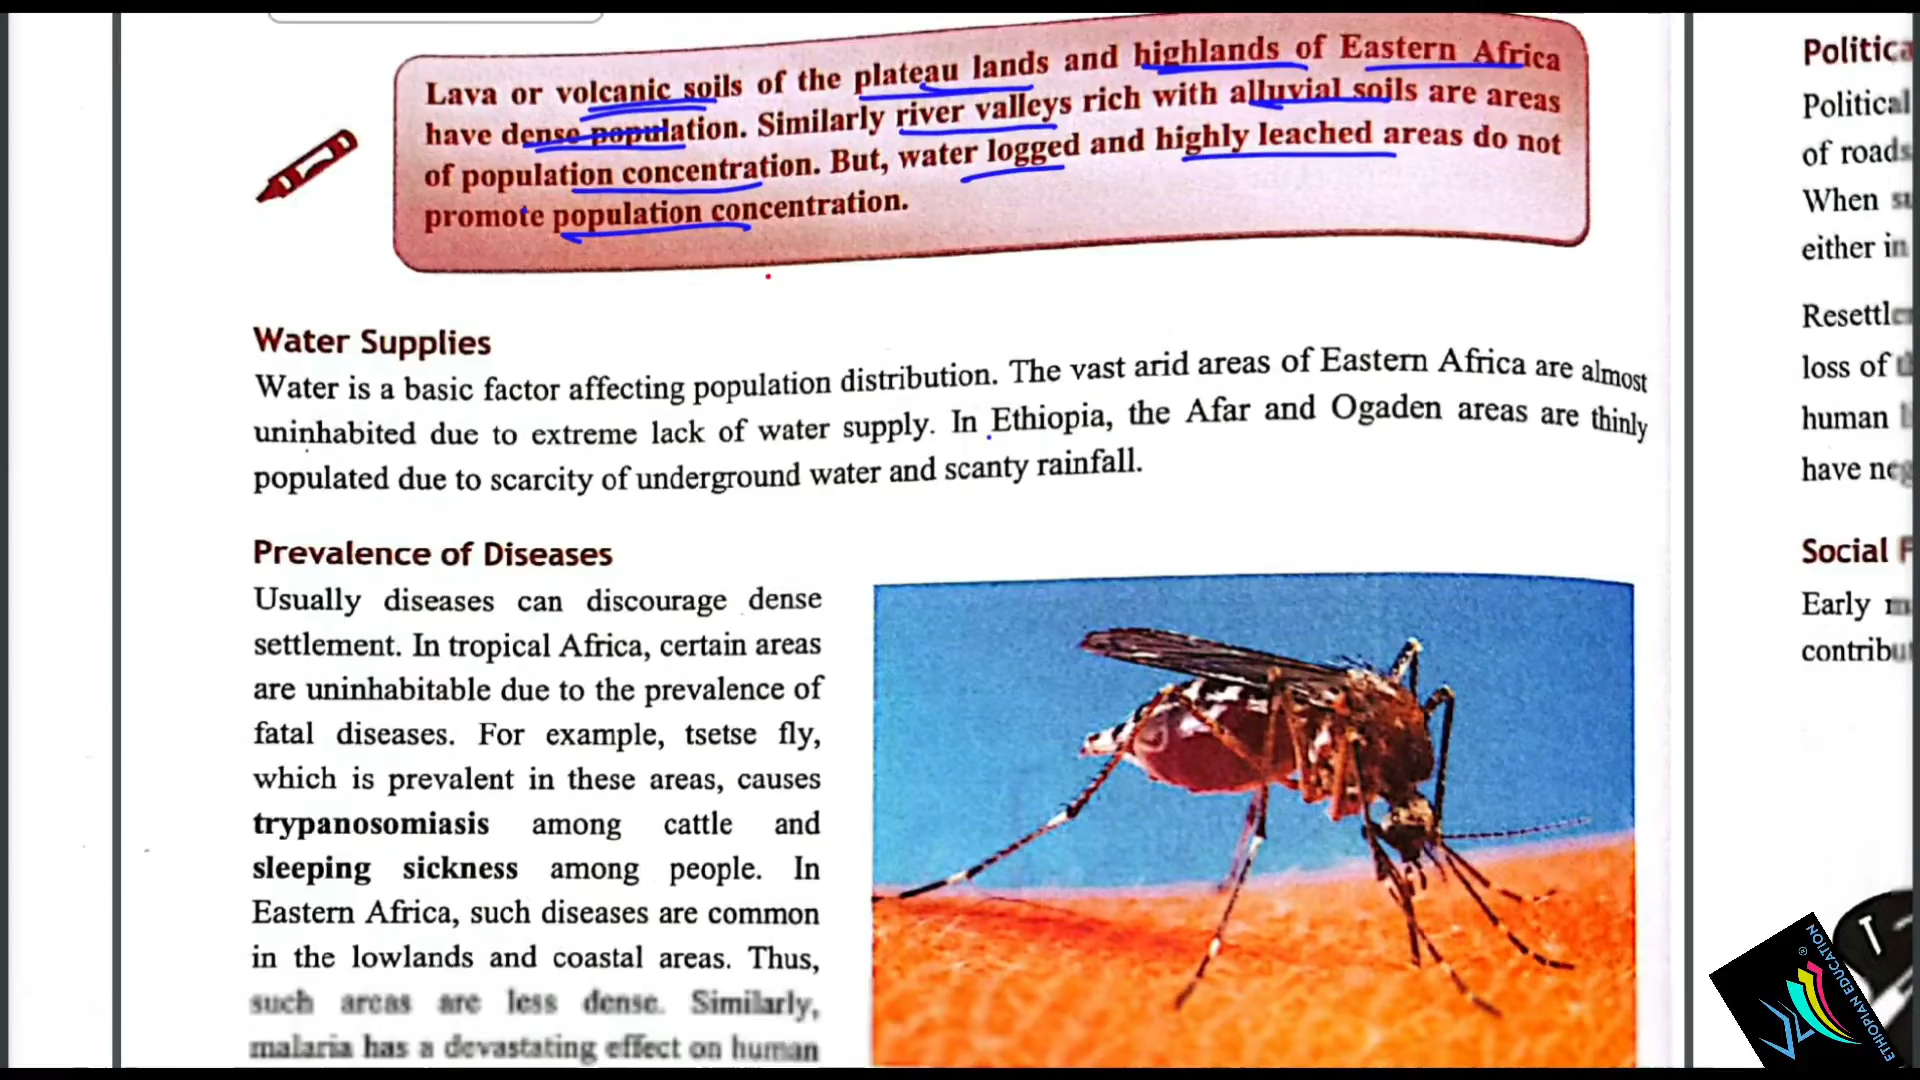 Lava or volcanic soils of the plateau lands and highlands of Eastern Africa
have dense population. Similarly river valleys rich with alluvial soils are areas
of population concentration. But, water logged and highly leached areas do not
promote population concentration.
Water Supplies
Water is a basic factor affecting population distribution. The vast arid areas of Eastern Africa are almost
uninhabited due to extreme lack of water supply. In Ethiopia, the Afar and Ogaden areas are thinly
populated due to scarcity of underground water and scanty rainfall.
Prevalence of Diseases
Usually diseases can discourage dense
settlement. In tropical Africa, certain areas
are uninhabitable due to the prevalence of
fatal diseases. For example, tsetse fly,
which is prevalent in these areas, causes
trypanosomiasis among cattle and
sleeping sickness among people. In
Eastern Africa, such diseases are common
in the lowlands and coastal areas. Thus,
such areas are less dense. Similarly,
malaria has a devastating effect on human
Politica
Political
of roads
When
either in
Resettle
loss of
human
have neg
Social F
Early
contribu
T
ETHIOPIAN EDUCATION